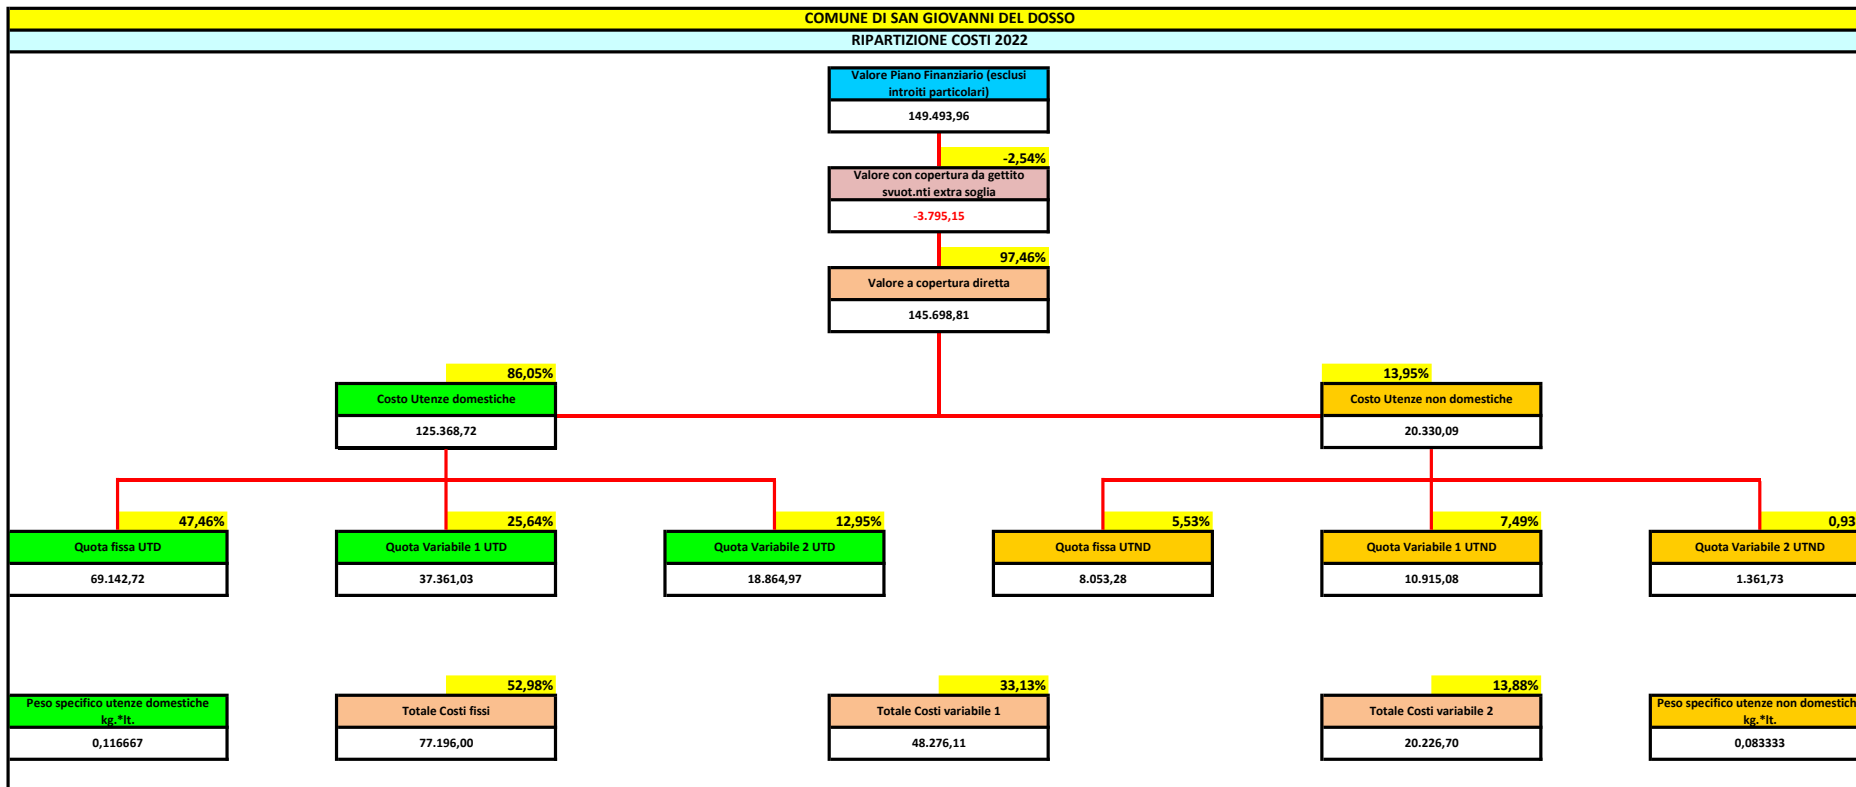 COMUNE DI SAN GIOVANNI DEL DOSSO
RIPARTIZIONE COSTI 2022
Valore Piano Finanziario (esclusi
introiti particolari)
149.493,96
-2,54%
Valore con copertura da gettito
svuot.nti extra soglia
-3.795,15
97,46%
Valore a copertura diretta
145.698,81
86,05%
13,95%
Costo Utenze domestiche
Costo Utenze non domestiche
125.368,72
20.330,09
47,46%
25,64%
12,95%
5,53%
7,49%
0,93
Quota fissa UTD
Quota Variabile 1 UTD
Quota Variabile 2 UTD
Quota fissa UTND
Quota Variabile 1 UTND
Quota Variabile 2 UTND
69.142,72
37.361,03
18.864,97
8.053,28
10.915,08
1.361,73
52,98%
33,13%
13,88%
Peso specifico utenze domestiche
kg.*lt.
Totale Costi fissi
Totale Costi variabile 1
Totale Costi variabile 2
Peso specifico utenze non domestich
kg.*lt.
0,116667
77.196,00
48.276,11
20.226,70
0,083333